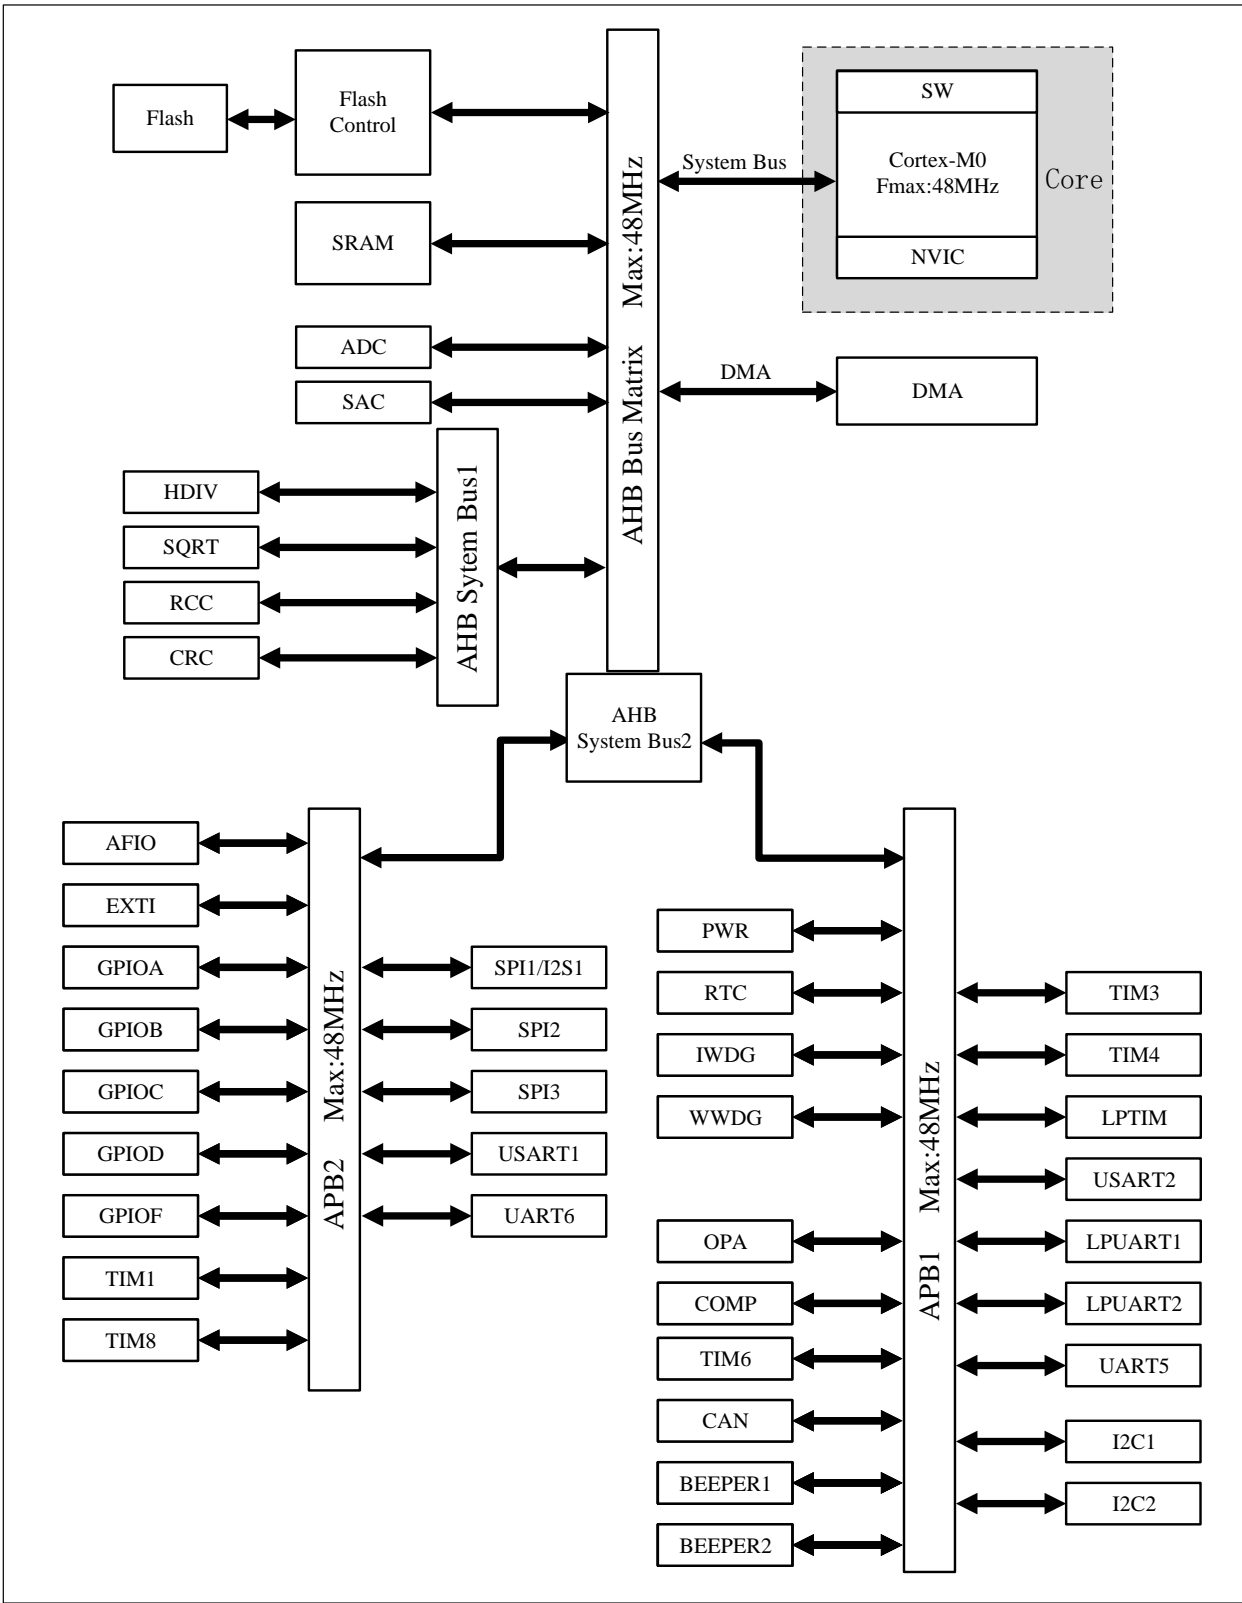 Flash
Flash
Control
SRAM
ADC
SAC
AHB Bus Matrix Max:48MHz
System Bus
SW
Cortex-M0
Fmax:48MHz
NVIC
Core
DMA
DMA
HDIV
SQRT
RCC
CRC
AHB Sytem Bus1
AHB
System Bus2
AFIO
EXTI
GPIOA
GPIOB
GPIOC
GPIOD
GPIOF
TIM1
TIM8
APB2 Max:48MHz
SPI1/I2S1
SPI2
SPI3
USART1
UART6
PWR
RTC
IWDG
WWDG
OPA
COMP
TIM6
CAN
BEEPER1
BEEPER2
APB1 Max:48MHz
TIM3
TIM4
LPTIM
USART2
LPUART1
LPUART2
UART5
I2C1
I2C2